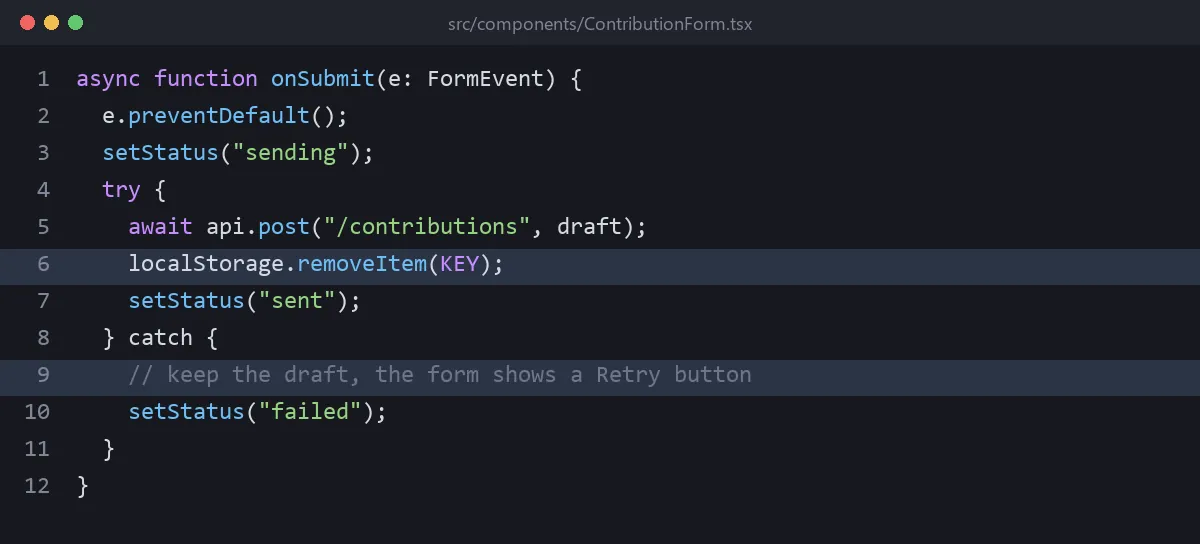 src/components/ContributionForm.tsx
1 async function onSubmit(e: FormEvent) {
2   e.preventDefault();
3   setStatus("sending");
4   try {
5     await api.post("/contributions", draft);
6     localStorage.removeItem(KEY);
7     setStatus("sent");
8   } catch {
9     // keep the draft, the form shows a Retry button
10     setStatus("failed");
11   }
12 }